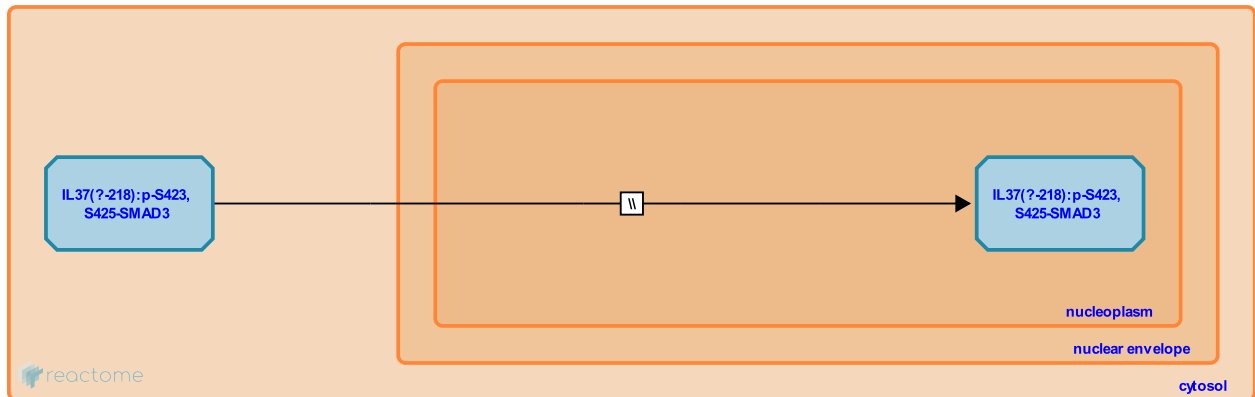 IL37(?-218):p-S423,
S425-SMAD3
\\
IL37(?-218):p-S423,
S425-SMAD3
nucleoplasm
nuclear envelope
reactome
cytosol